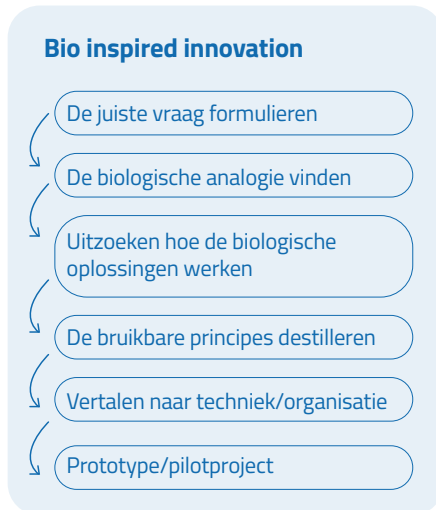 Bio inspired innovation
De juiste vraag formulieren
De biologische analogie vinden
Uitzoeken hoe de biologische
oplossingen werken
De bruikbare principes destilleren
Vertalen naar techniek/organisatie
Prototype/pilotproject